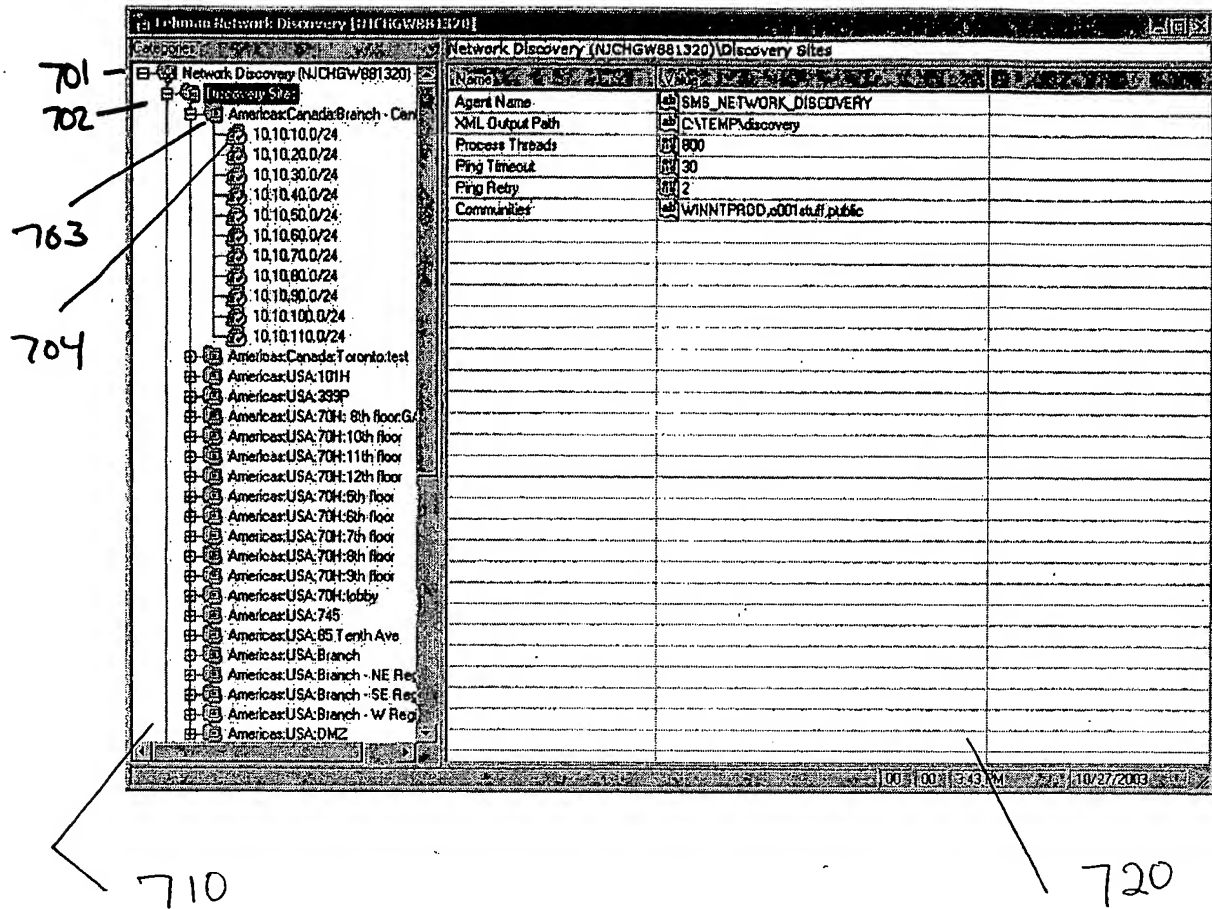 Lehman Network Discovery [NJCHGW881320]
Categories
Network Discovery (NJCHGW881320)\Discovery Sites
701
Network Discovery (NJCHGW881320)
702
Discovery Sites
Americas:Canada:Branch - Can
10.10.10.0/24
10.10.20.0/24
10.10.30.0/24
10.10.40.0/24
10.10.50.0/24
10.10.60.0/24
10.10.70.0/24
10.10.80.0/24
10.10.90.0/24
10.10.100.0/24
10.10.110.0/24
703
704
Americas:Canada:Toronto:test
Americas:USA:101H
Americas:USA:399P
Americas:USA:70H: 8th floor:GA
Americas:USA:70H:10th floor
Americas:USA:70H:11th floor
Americas:USA:70H:12th floor
Americas:USA:70H:5th floor
Americas:USA:70H:6th floor
Americas:USA:70H:7th floor
Americas:USA:70H:8th floor
Americas:USA:70H:9th floor
Americas:USA:70H:lobby
Americas:USA:745
Americas:USA:85 Tenth Ave
Americas:USA:Branch
Americas:USA:Branch - NE Reg
Americas:USA:Branch - SE Reg
Americas:USA:Branch - W Regi
Americas:USA:DMZ
Name Value
Agent Name SMS_NETWORK_DISCOVERY
XML Output Path C:\TEMP\discovery
Process Threads 800
Ping Timeout 30
Ping Retry 2
Communities WINNTPROD,o001stuff,public
00 00 3:43 PM 10/27/2003
710
720